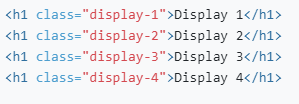 <h1 class="display-1">Display 1</h1>
<h1 class="display-2">Display 2</h1>
<h1 class="display-3">Display 3</h1>
<h1 class="display-4">Display 4</h1>